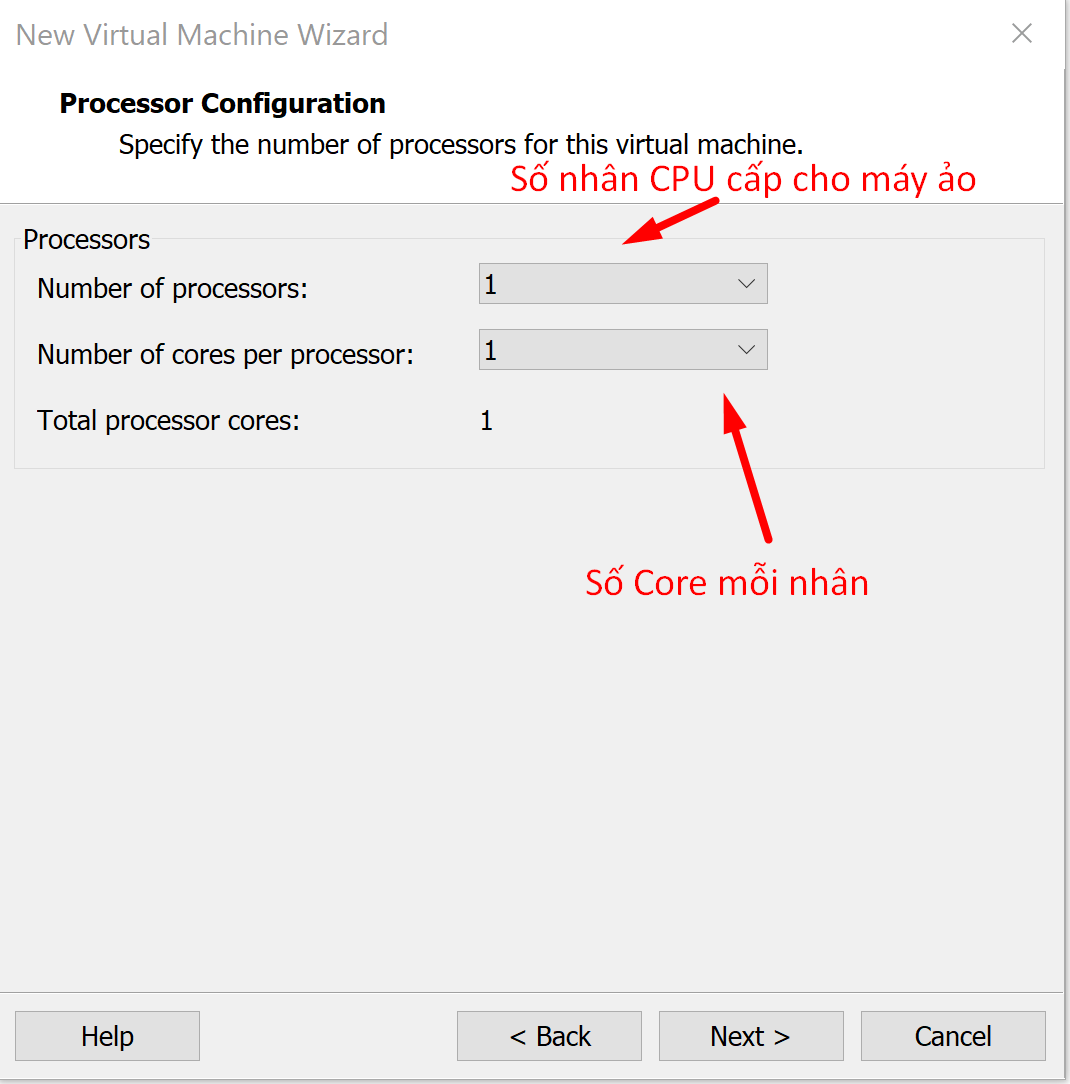 New Virtual Machine Wizard
Processor Configuration
Specify the number of processors for this virtual machine.
Số nhân CPU cấp cho máy ảo
Processors
Number of processors: 1
Number of cores per processor: 1
Total processor cores: 1
Số Core mỗi nhân
Help < Back Next > Cancel